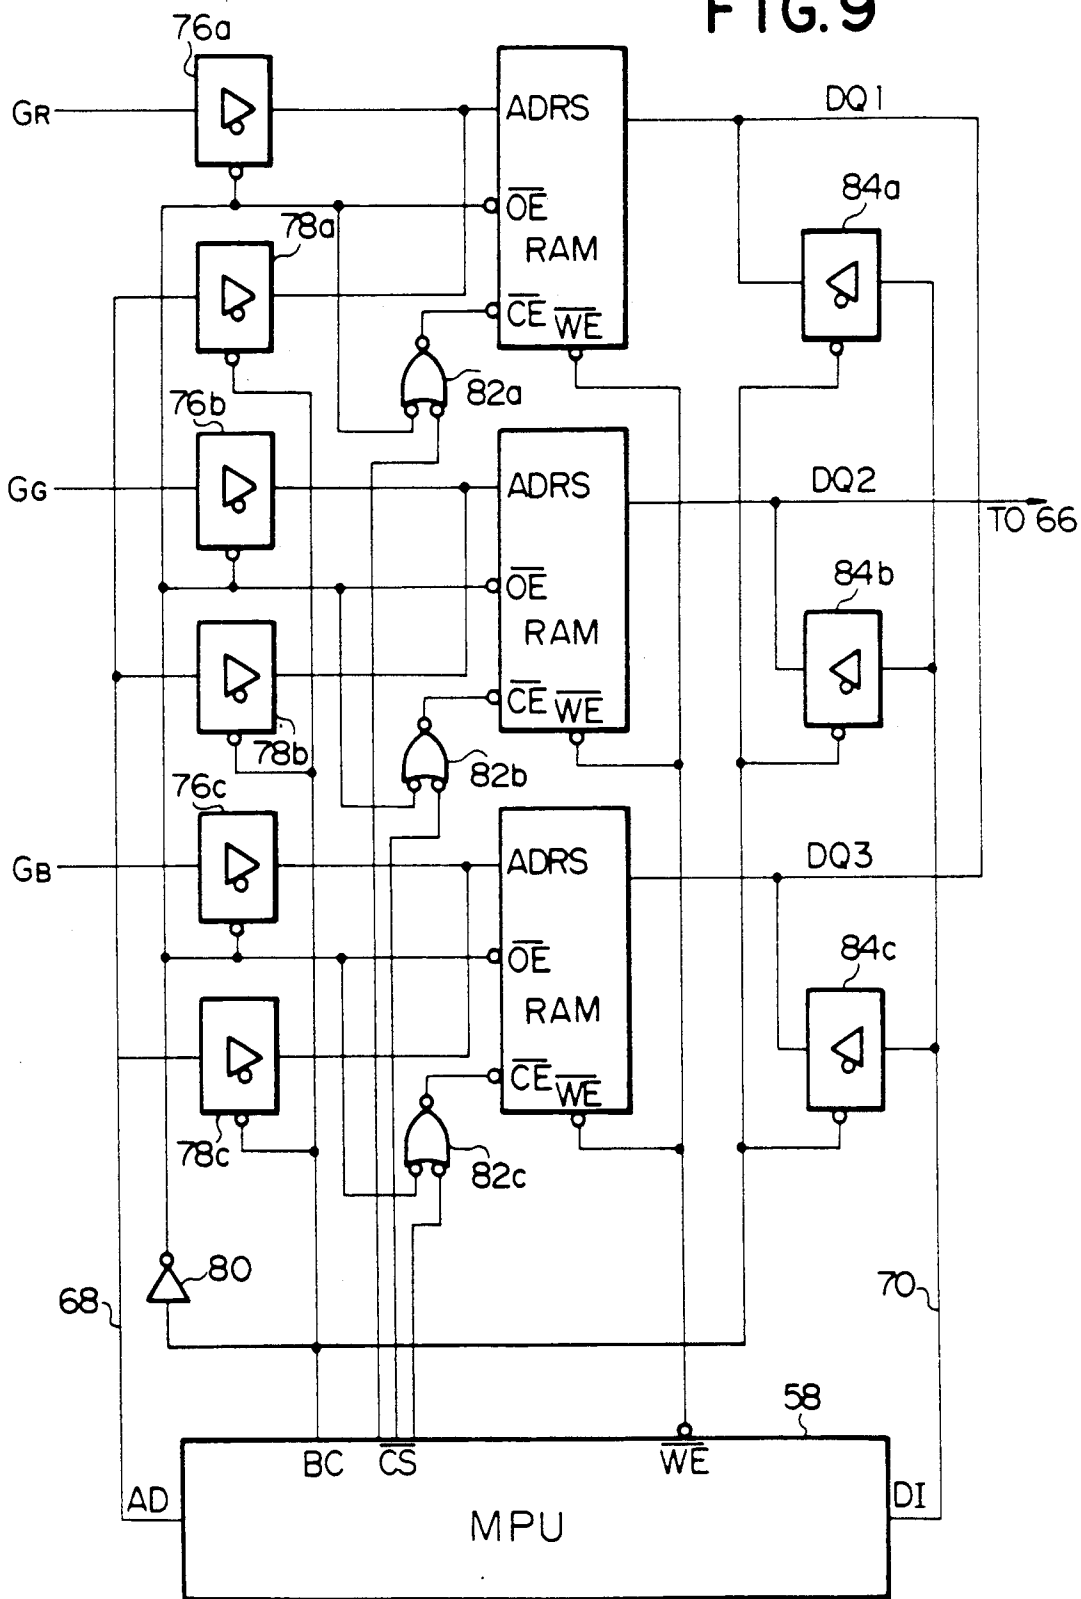 FIG. 9
76a
GR
ADRS
DQ1
84a
OE
78a
RAM
CE WE
82a
76b
GG
ADRS
DQ2
TO 66
OE
84b
RAM
CE WE
78b
82b
76c
GB
ADRS
DQ3
OE
84c
RAM
CE WE
78c
82c
80
68
70
58
BC CS WE
AD DI
MPU